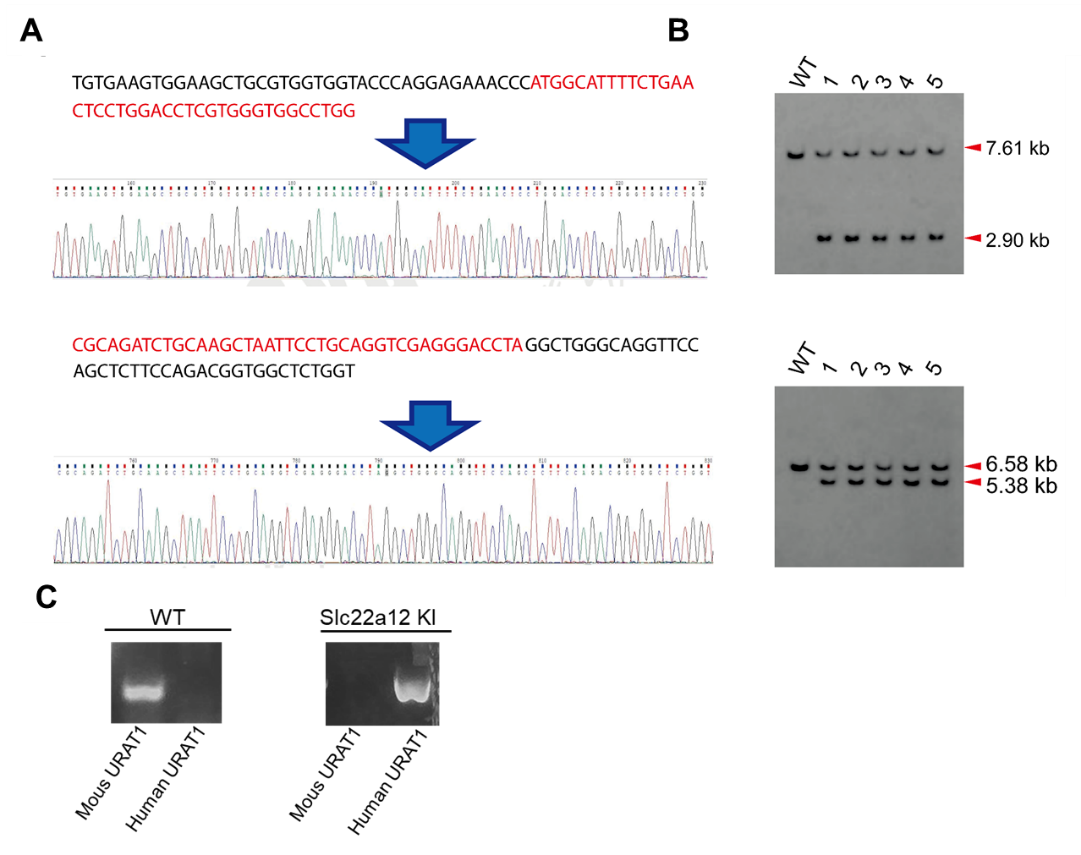 A
TGTGAAGTGGAAGCTGCGTGGTGGTACCCAGGAGAAACCCATGGCATTTTCTGAA
CTCCTGGACCTCGTGGGTGGCCTGG
CGCAGATCTGCAAGCTAATTCCTGCAGGTCGAGGGACCTA GGCTGGGCAGGTTCC
AGCTCTTCCAGACGGTGGCTCTGGT
B
WT 1 2 3 4 5
7.61 kb
2.90 kb
WT 1 2 3 4 5
6.58 kb
5.38 kb
C
WT
Slc22a12 KI
Mous URAT1
Human URAT1
Mous URAT1
Human URAT1